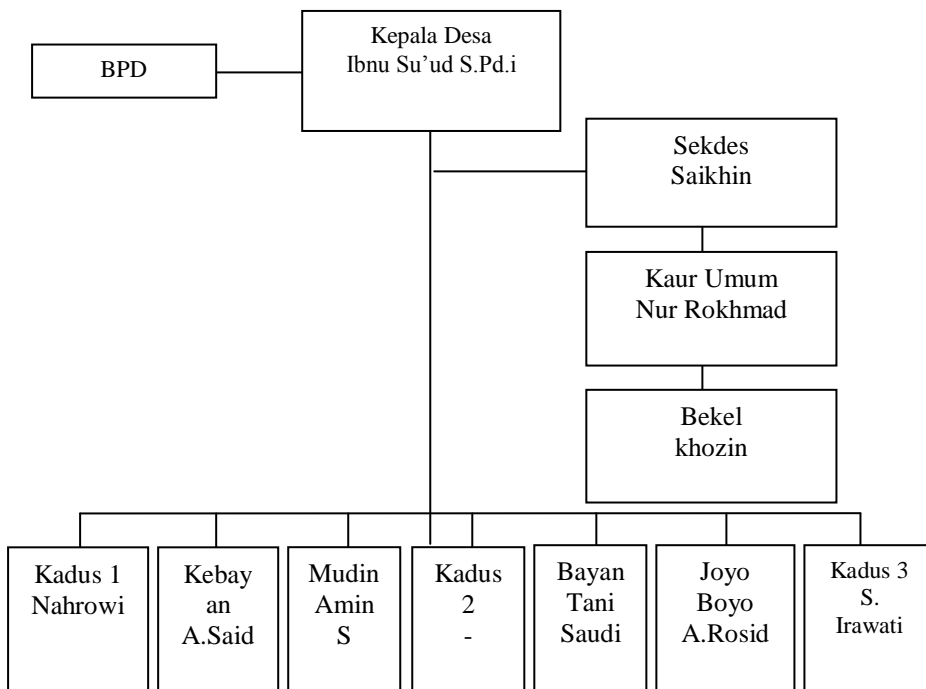 Kepala Desa
Ibnu Su'ud S.Pd.i
BPD
Sekdes
Saikhin
Kaur Umum
Nur Rokhmad
Bekel
khozin
Kadus 1
Nahrowi
Kebay
an
A.Said
Mudin
Amin
S
Kadus
2
-
Bayan
Tani
Saudi
Joyo
Boyo
A.Rosid
Kadus 3
S.
Irawati